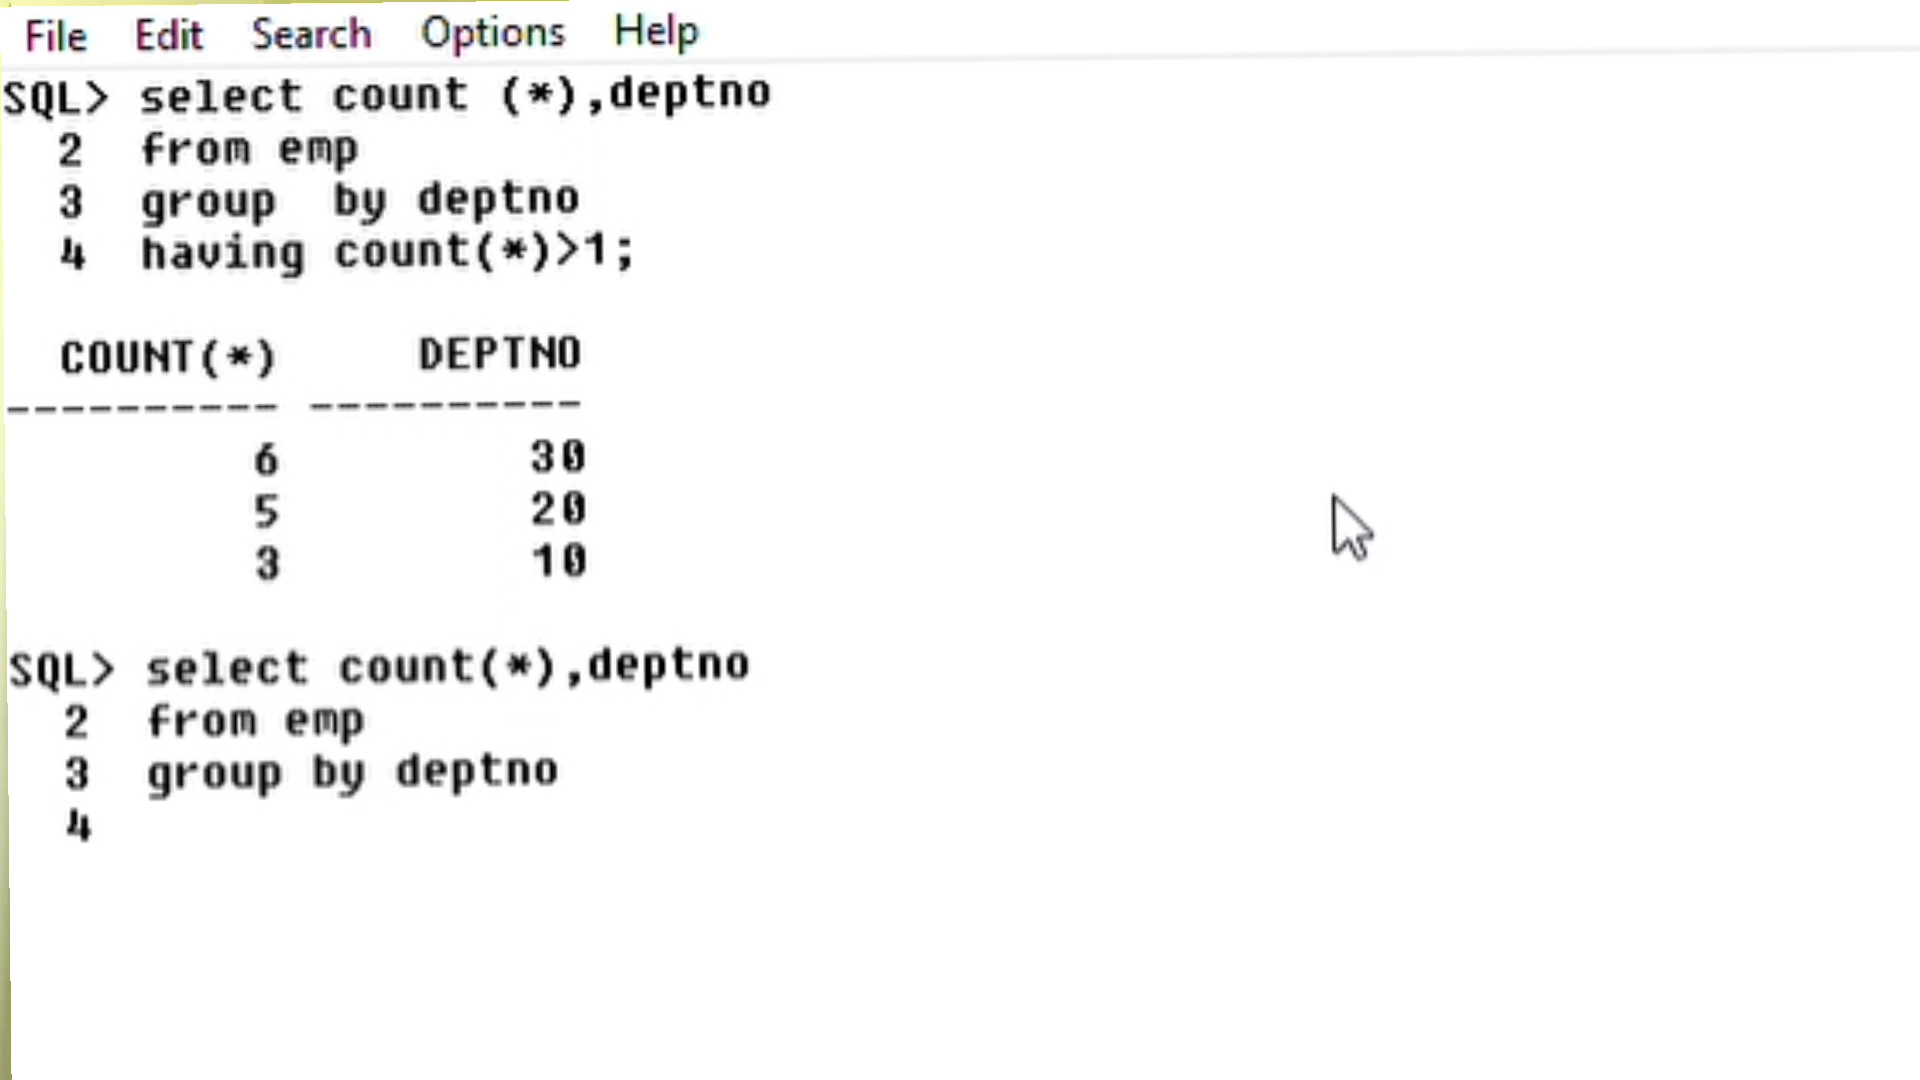 File Edit Search Options Help
SQL> select count (*),deptno
2 from emp
3 group  by deptno
4 having count(*)>1;
COUNT(*) DEPTNO
---------- ----------
6 30
5 20
3 10
SQL> select count(*),deptno
2 from emp
3 group by deptno
4